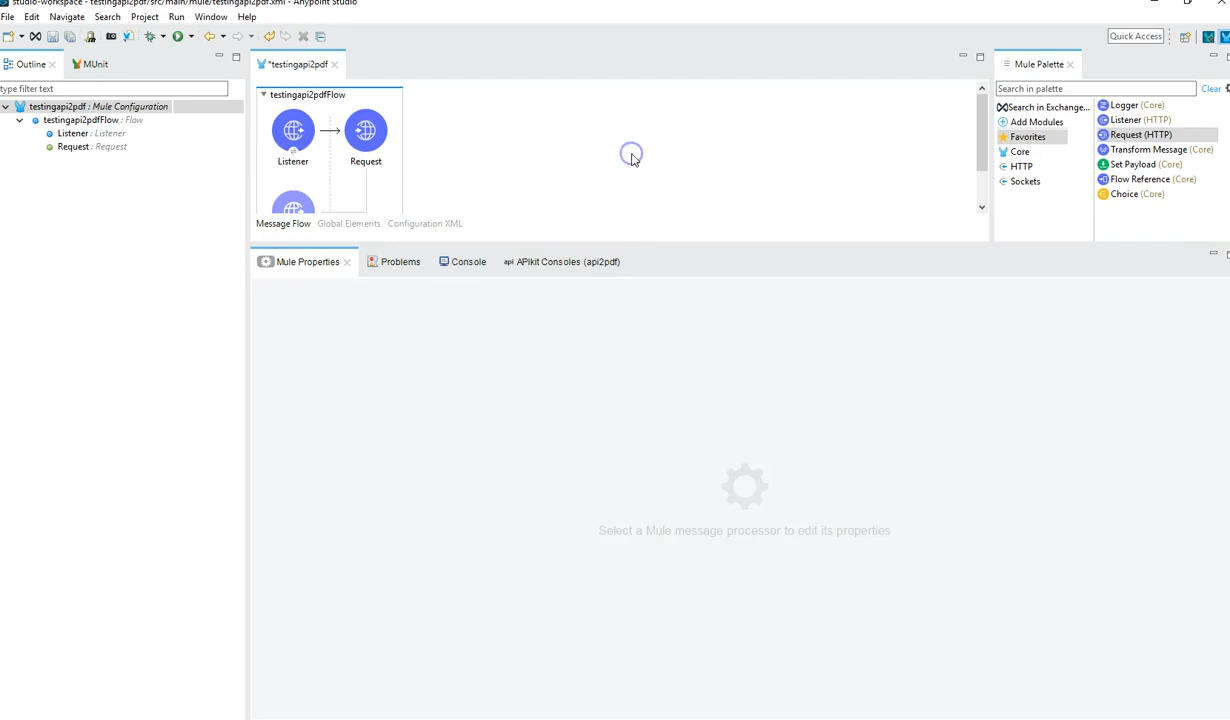 studio-workspace - testingapi2pdf/src/main/mule/testingapi2pdf.xml - Anypoint Studio
File Edit Navigate Search Project Run Window Help
Quick Access
Outline MUnit
*testingapi2pdf
Mule Palette
type filter text
Search in palette Clear
testingapi2pdf : Mule Configuration
testingapi2pdfFlow : Flow
Listener : Listener
Request : Request
testingapi2pdfFlow
Listener Request
Message Flow Global Elements Configuration XML
Search in Exchange...
Add Modules
Favorites
Core
HTTP
Sockets
Logger (Core)
Listener (HTTP)
Request (HTTP)
Transform Message (Core)
Set Payload (Core)
Flow Reference (Core)
Choice (Core)
Mule Properties Problems Console api APIkit Consoles (api2pdf)
Select a Mule message processor to edit its properties